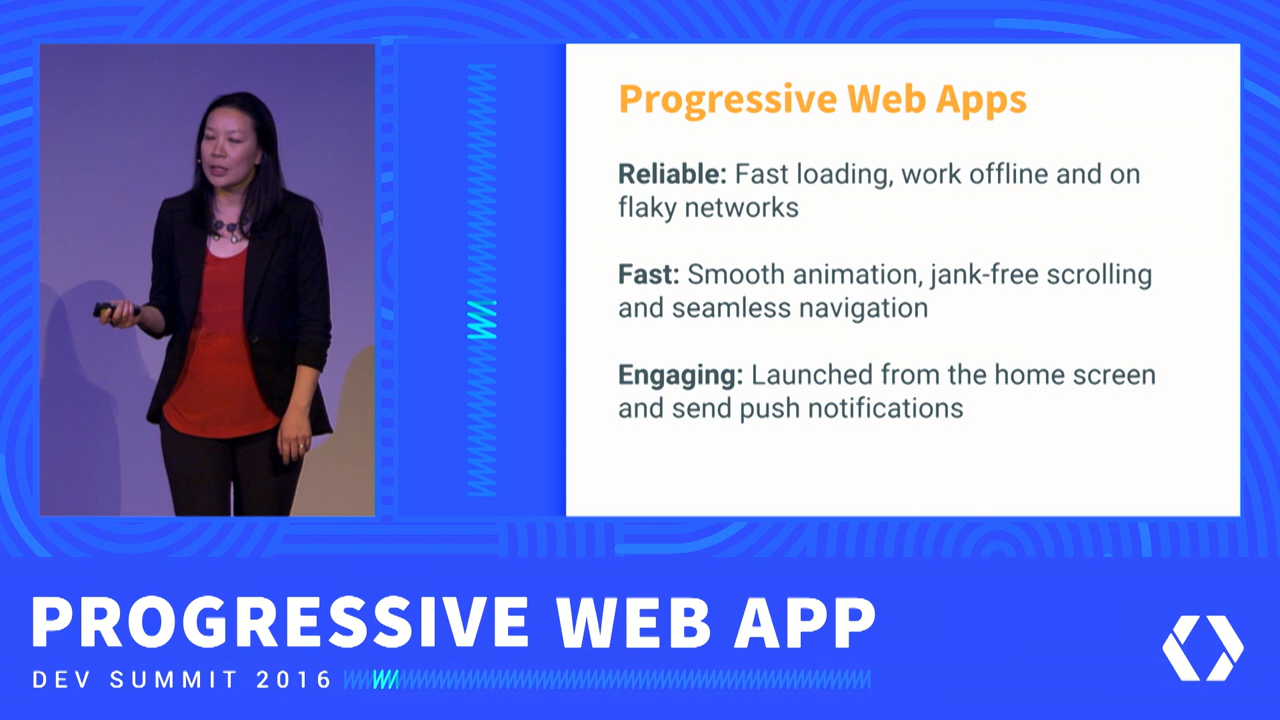 Progressive Web Apps
Reliable: Fast loading, work offline and on
flaky networks
Fast: Smooth animation, jank-free scrolling
and seamless navigation
Engaging: Launched from the home screen
and send push notifications
PROGRESSIVE WEB APP
DEV SUMMIT 2016